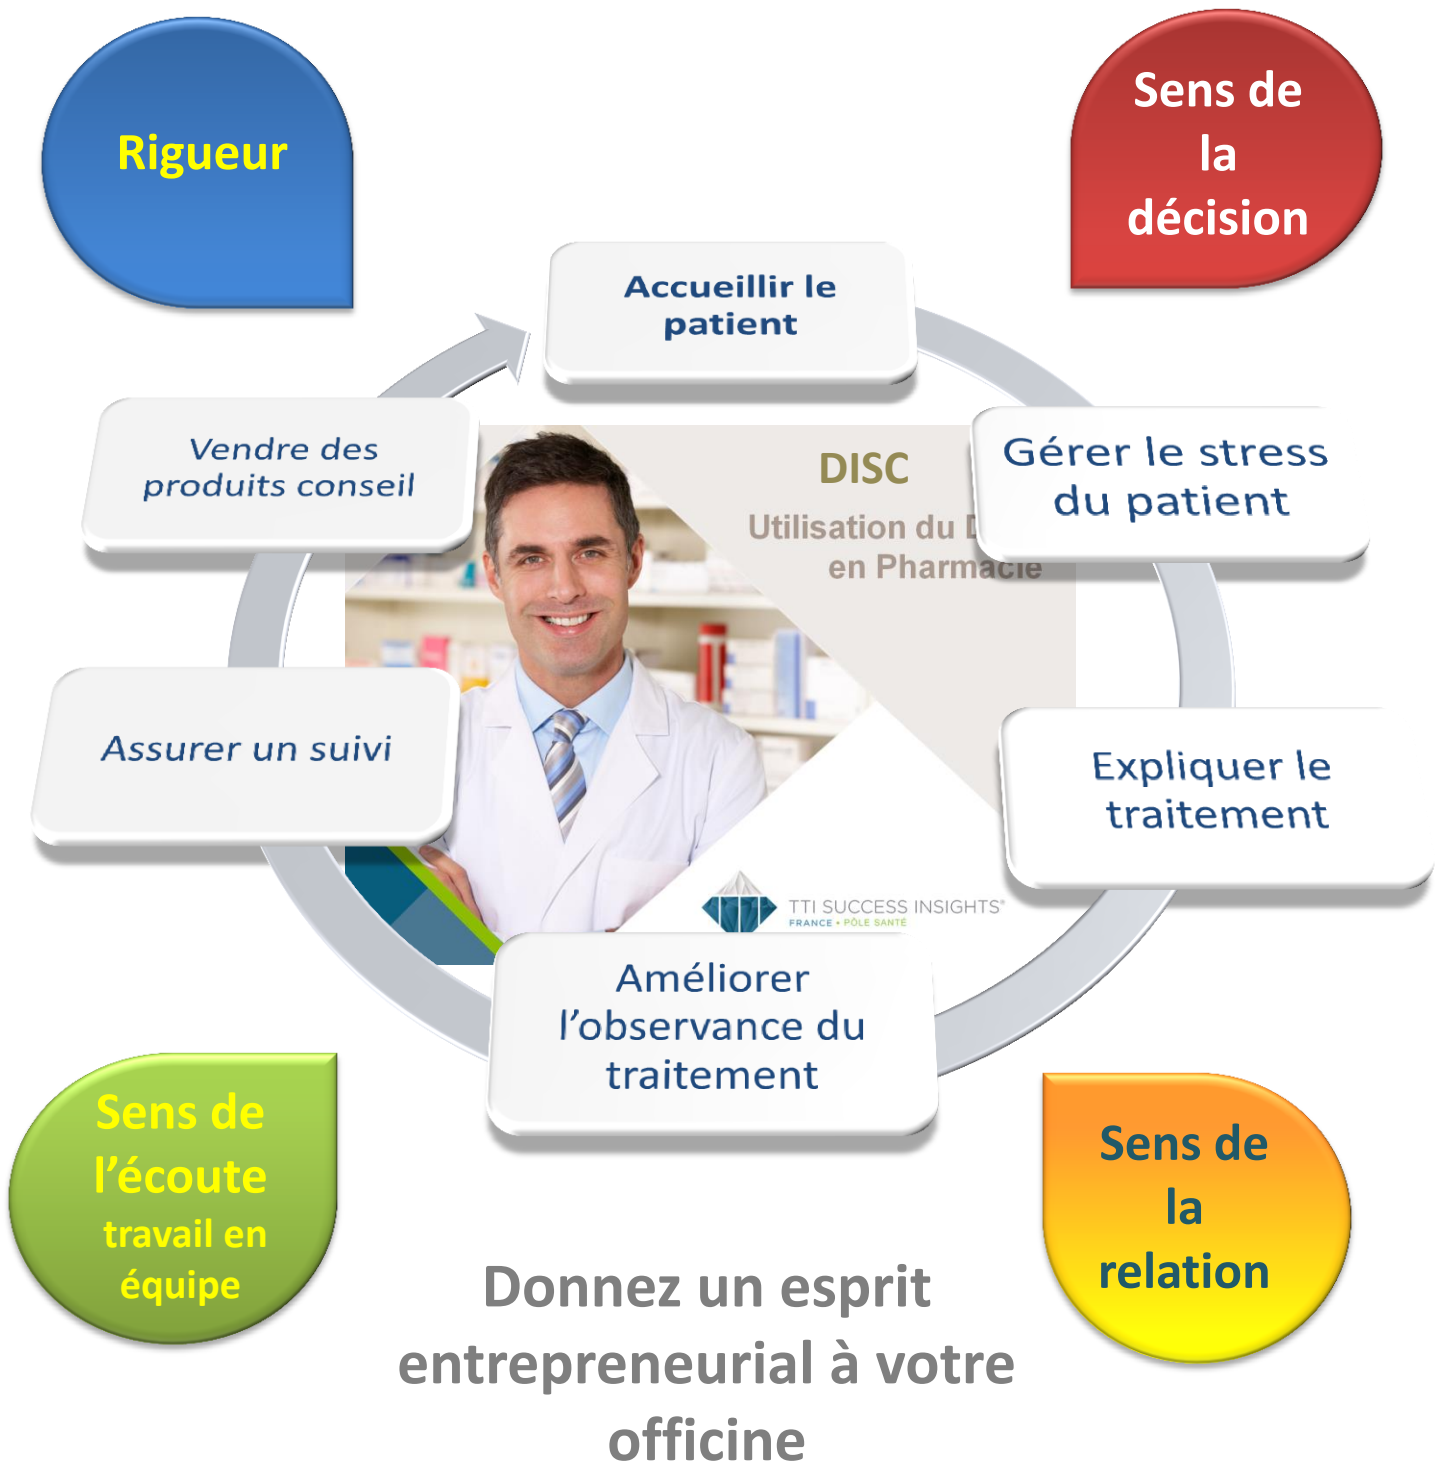 Rigueur
Sens de
la
décision
Accueillir le
patient
Vendre des
produits conseil
DISC
Utilisation du
en Pharmacie
Gérer le stress
du patient
Assurer un suivi
Expliquer le
traitement
TTI SUCCESS INSIGHTS®
FRANCE • PÔLE SANTÉ
Améliorer
l’observance du
traitement
Sens de
l’écoute
travail en
équipe
Sens de
la
relation
Donnez un esprit
entrepreneurial à votre
officine